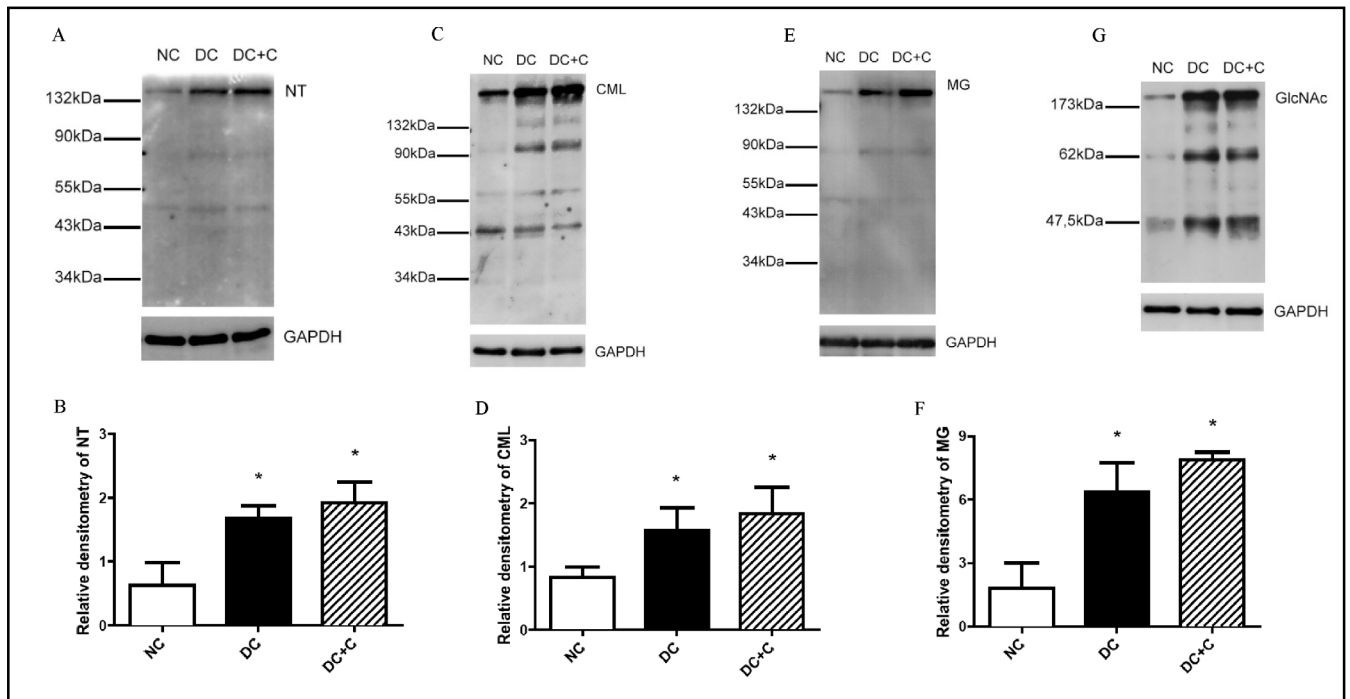 A
NC DC DC+C
NT
132kDa
90kDa
55kDa
43kDa
34kDa
GAPDH
C
NC DC DC+C
CML
132kDa
90kDa
55kDa
43kDa
34kDa
GAPDH
E
NC DC DC+C
MG
132kDa
90kDa
55kDa
43kDa
34kDa
GAPDH
G
NC DC DC+C
GlcNAc
173kDa
62kDa
47,5kDa
GAPDH
B
Relative densitometry of NT
3
2
1
0
* *
NC DC DC+C
D
Relative densitometry of CML
3
2
1
0
* *
NC DC DC+C
F
Relative densitometry of MG
9
6
3
0
* *
NC DC DC+C